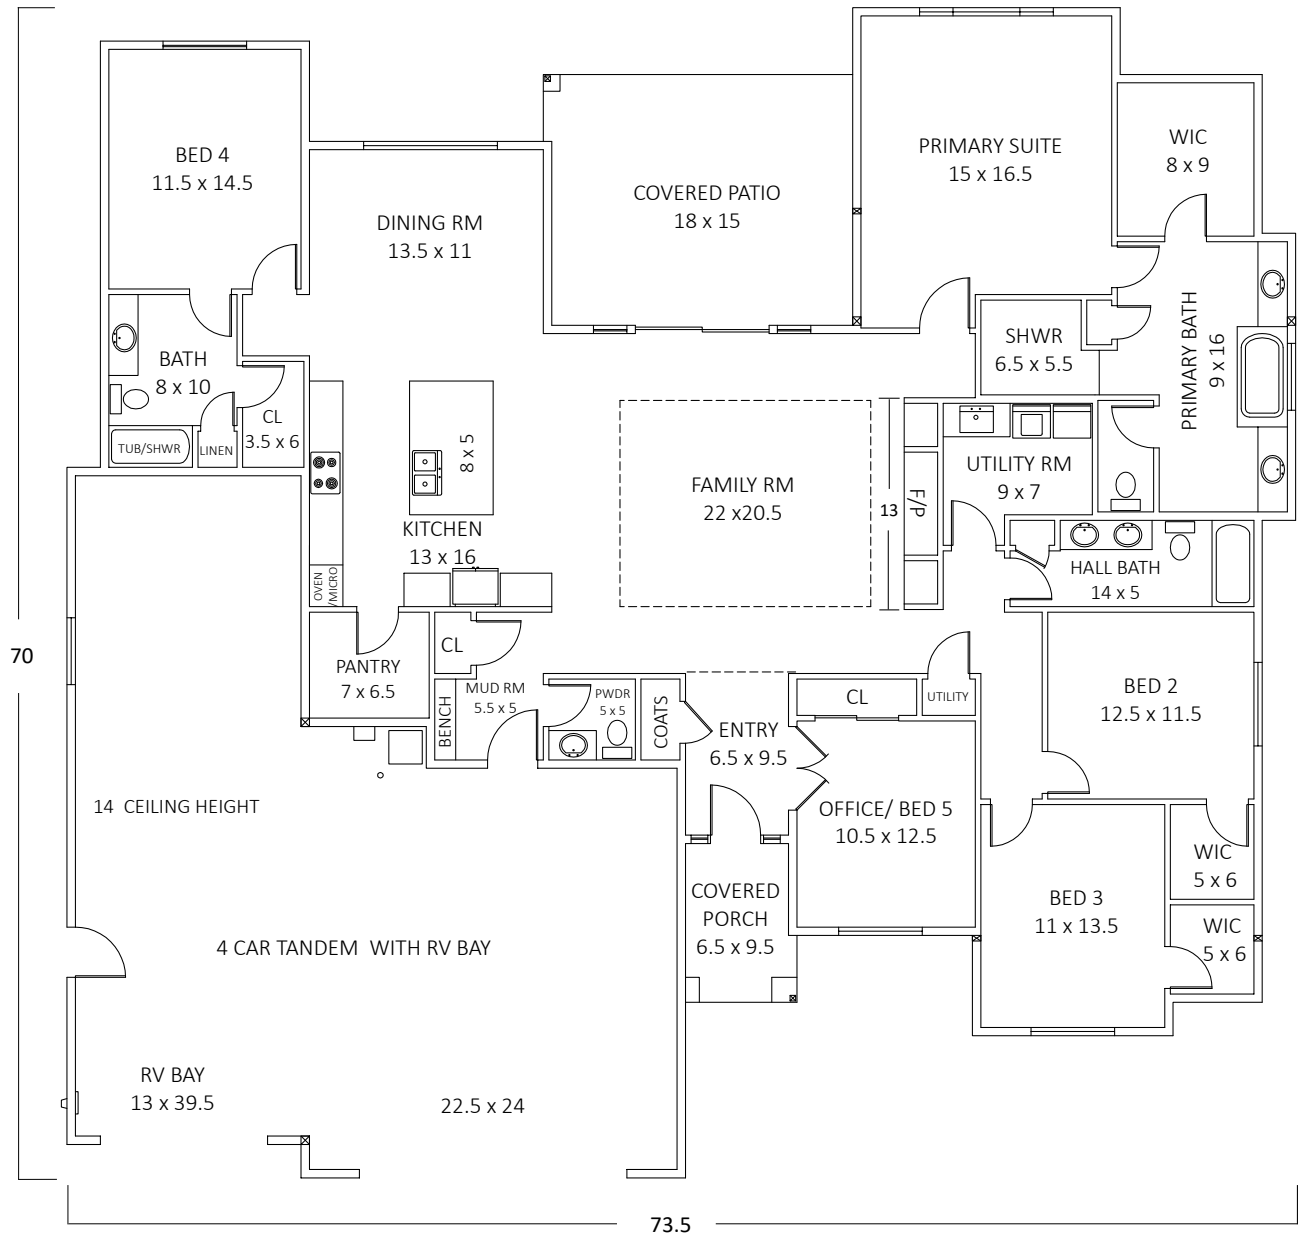 BED 4
11.5 x 14.5
DINING RM
13.5 x 11
COVERED PATIO
18 x 15
PRIMARY SUITE
15 x 16.5
WIC
8 x 9
BATH
8 x 10
TUB/SHWR
LINEN
CL
3.5 x 6
8 x 5
KITCHEN
13 x 16
OVEN
/MICRO
FAMILY RM
22 x20.5
13
F/P
SHWR
6.5 x 5.5
PRIMARY BATH
9 x 16
UTILITY RM
9 x 7
HALL BATH
14 x 5
70
PANTRY
7 x 6.5
CL
BENCH
MUD RM
5.5 x 5
PWDR
5 x 5
COATS
ENTRY
6.5 x 9.5
CL
UTILITY
BED 2
12.5 x 11.5
14 CEILING HEIGHT
OFFICE/ BED 5
10.5 x 12.5
WIC
5 x 6
COVERED
PORCH
6.5 x 9.5
BED 3
11 x 13.5
WIC
5 x 6
4 CAR TANDEM WITH RV BAY
RV BAY
13 x 39.5
22.5 x 24
73.5